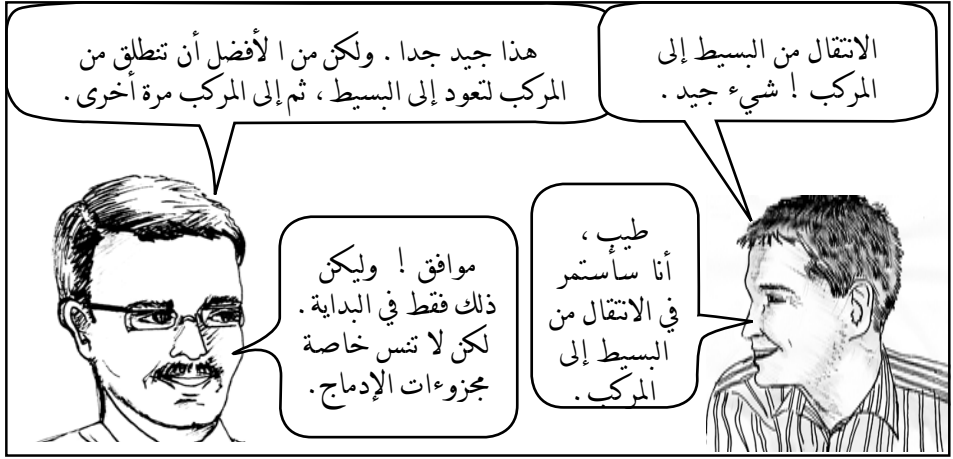 الانتقال من البسيط إلى
المركب ! شيء جيد .
هذا جيد جدا . ولكن من ا لأفضل أن تنطلق من
المركب لتعود إلى البسيط ، ثم إلى المركب مرة أخرى .
طيب ،
أنا سأستمر
في الانتقال من
البسيط إلى
المركب .
موافق ! وليكن
ذلك فقط في البداية .
لكن لا تنس خاصة
مجزوءات الإدماج .